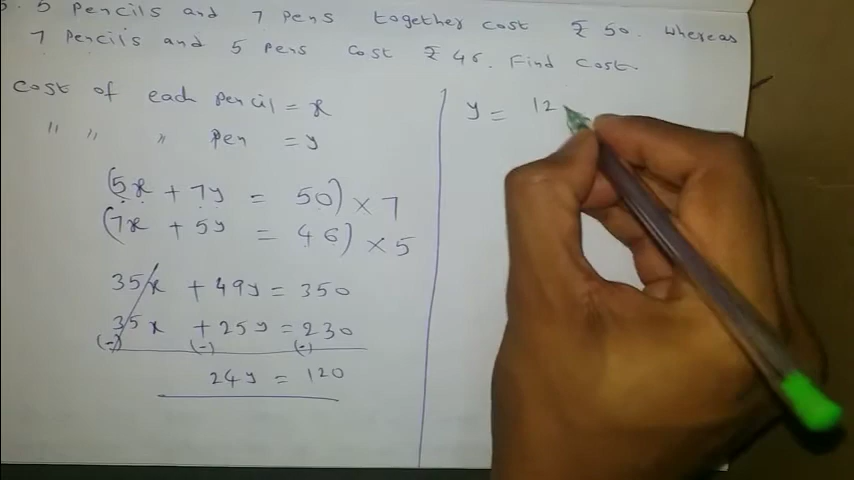 5 pencils and 7 pens together cost ₹ 50. whereas
7 pencils and 5 pens cost ₹ 46. Find cost.
cost of each pencil = x
" " " pen = y
(5x + 7y = 50) × 7
(7x + 5y = 46) × 5
35x + 49y = 350
35x + 25y = 230
(-) (-) (-)
24y = 120
y = 12